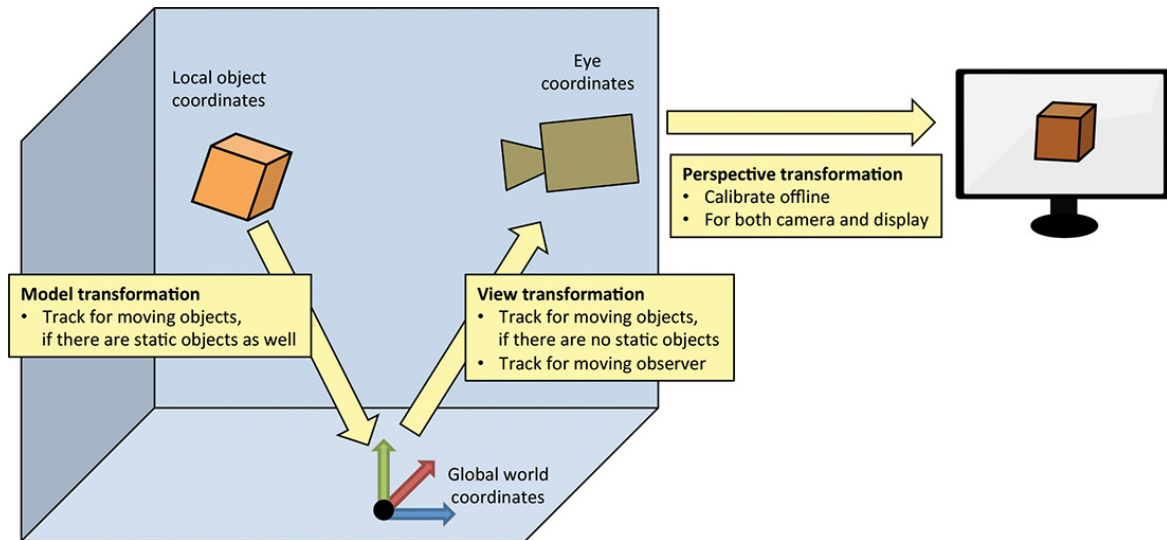 Local object
coordinates
Eye
coordinates
Perspective transformation
• Calibrate offline
• For both camera and display
Model transformation
• Track for moving objects,
if there are static objects as well
View transformation
• Track for moving objects,
if there are no static objects
• Track for moving observer
Global world
coordinates